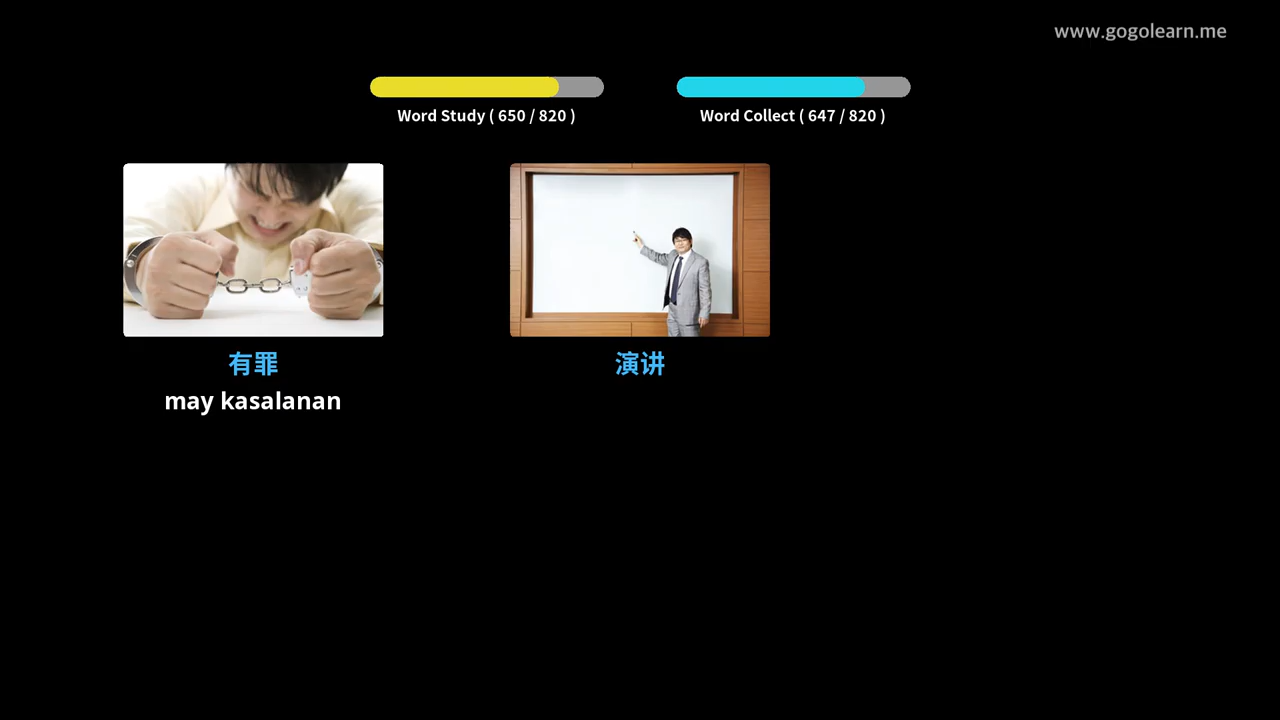 www.gogolearn.me
Word Study ( 650 / 820 )
Word Collect ( 647 / 820 )
有罪
演讲
may kasalanan